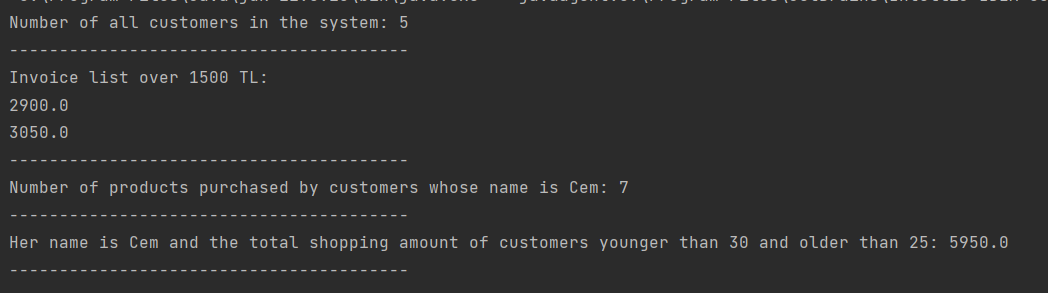 Number of all customers in the system: 5
----------------------------------------
Invoice list over 1500 TL:
2900.0
3050.0
----------------------------------------
Number of products purchased by customers whose name is Cem: 7
----------------------------------------
Her name is Cem and the total shopping amount of customers younger than 30 and older than 25: 5950.0
----------------------------------------